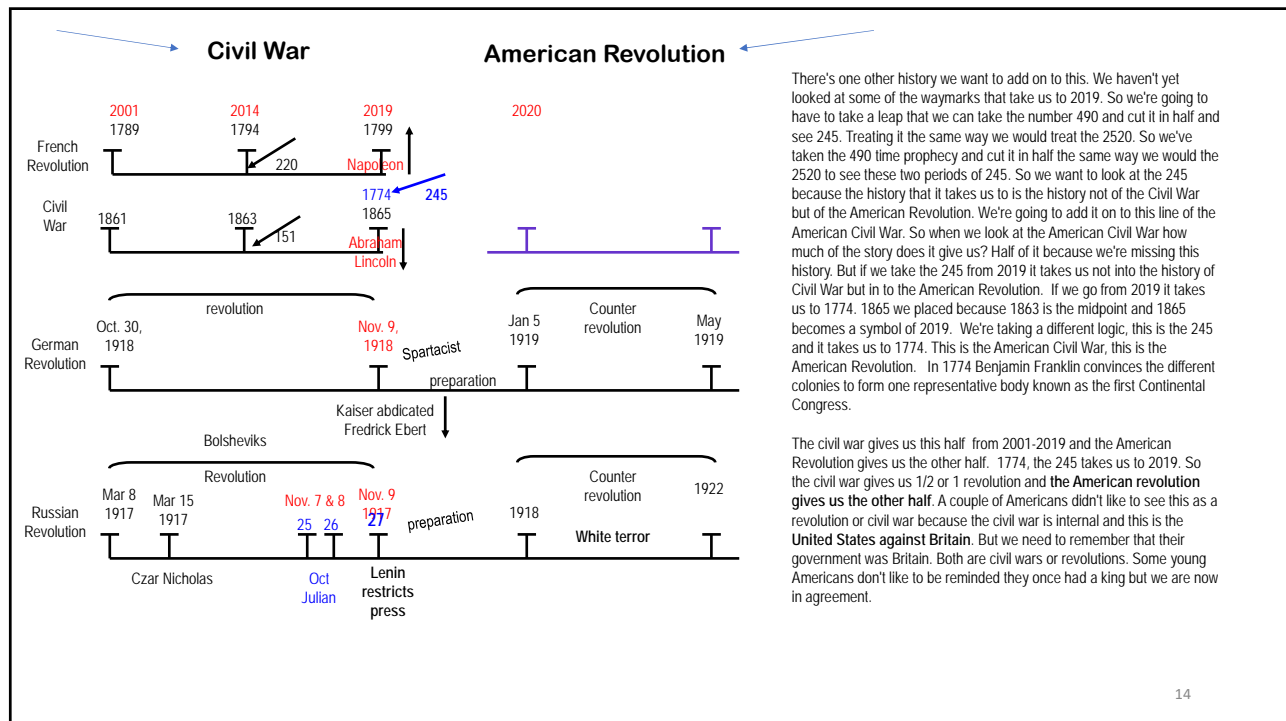 Civil War
American Revolution
2001
2014
2019
2020
1789
1794
1799
French
Revolution
220
Napoleon
1774
245
Civil
War
1861
1863
1865
151
Abraham
Lincoln
revolution
Counter
revolution
Oct. 30,
1918
Nov. 9,
1918
Jan 5
1919
May
1919
German
Revolution
Spartacist
preparation
Kaiser abdicated
Fredrick Ebert
Bolsheviks
Revolution
Counter
revolution
Mar 8
1917
Mar 15
1917
Nov. 7 & 8
Nov. 9
1917
1918
1922
Russian
Revolution
25
26
27
preparation
White terror
Czar Nicholas
Oct
Julian
Lenin
restricts
press
There's one other history we want to add on to this. We haven't yet
looked at some of the waymarks that take us to 2019. So we're going to
have to take a leap that we can take the number 490 and cut it in half and
see 245. Treating it the same way we would treat the 2520. So we've
taken the 490 time prophecy and cut it in half the same way we would the
2520 to see these two periods of 245. So we want to look at the 245
because the history that it takes us to is the history not of the Civil War
but of the American Revolution. We're going to add it on to this line of the
American Civil War. So when we look at the American Civil War how
much of the story does it give us? Half of it because we're missing this
history. But if we take the 245 from 2019 it takes us not into the history of
Civil War but in to the American Revolution. If we go from 2019 it takes
us to 1774. 1865 we placed because 1863 is the midpoint and 1865
becomes a symbol of 2019. We're taking a different logic, this is the 245
and it takes us to 1774. This is the American Civil War, this is the
American Revolution. In 1774 Benjamin Franklin convinces the different
colonies to form one representative body known as the first Continental
Congress.
The civil war gives us this half from 2001-2019 and the American
Revolution gives us the other half. 1774, the 245 takes us to 2019. So
the civil war gives us 1/2 or 1 revolution and the American revolution
gives us the other half. A couple of Americans didn't like to see this as a
revolution or civil war because the civil war is internal and this is the
United States against Britain. But we need to remember that their
government was Britain. Both are civil wars or revolutions. Some young
Americans don't like to be reminded they once had a king but we are now
in agreement.
14